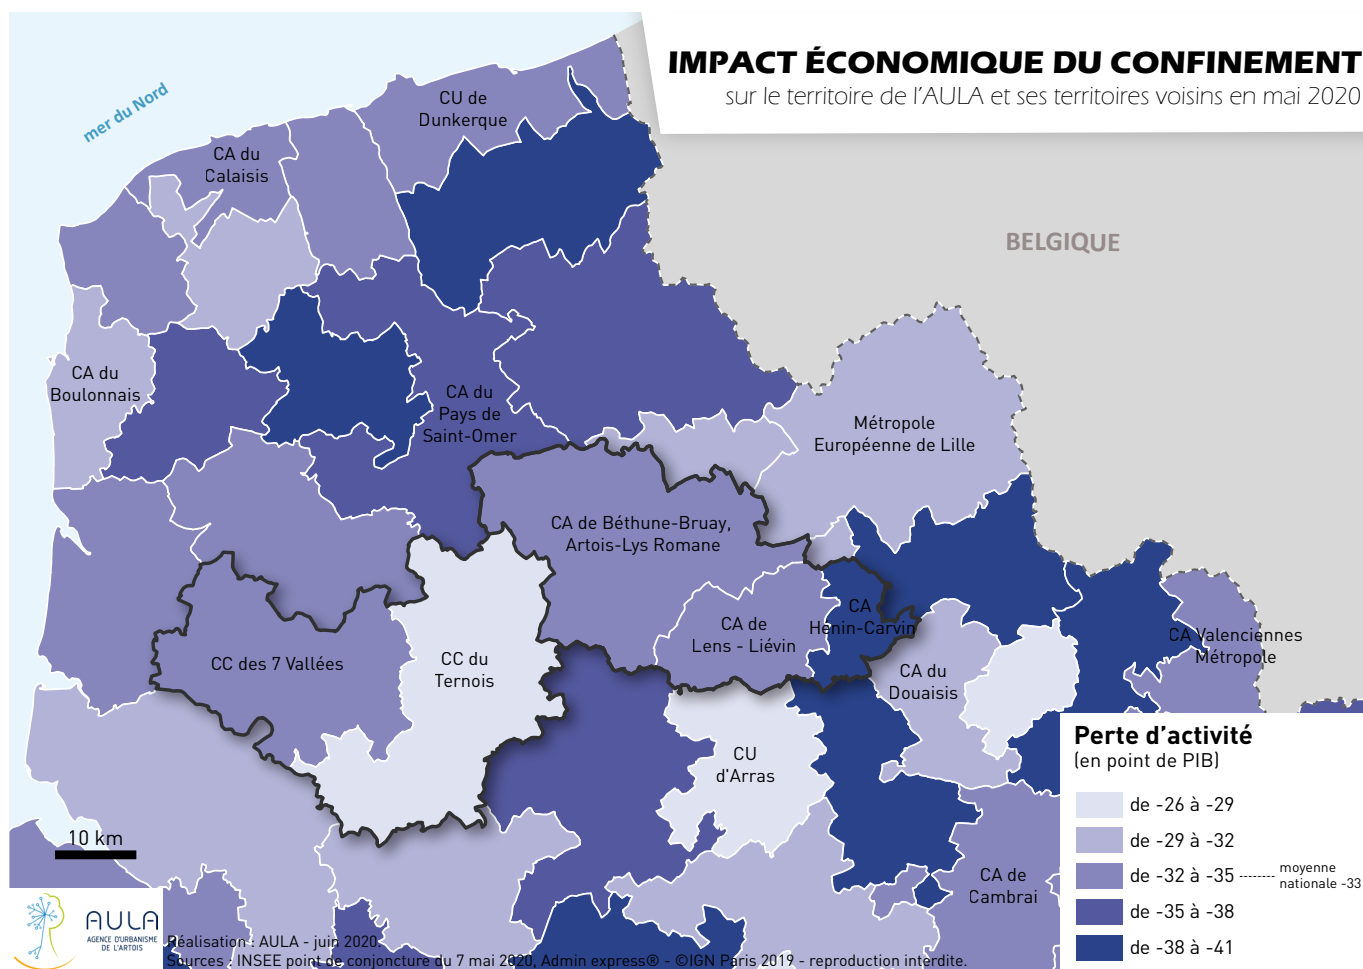 IMPACT ÉCONOMIQUE DU CONFINEMENT
sur le territoire de l'AULA et ses territoires voisins en mai 2020
mer du Nord
CU de
Dunkerque
CA du
Calaisis
BELGIQUE
CA du
Boulonnais
CA du
Pays de
Saint-Omer
Métropole
Européenne de Lille
CA de Béthune-Bruay,
Artois-Lys Romane
CA
Hénin-Carvin
CA de
Lens - Liévin
CC des 7 Vallées
CC du
Ternois
CA du
Douaisis
CA Valenciennes
Métropole
CU
d'Arras
CA de
Cambrai
Perte d'activité
(en point de PIB)
de -26 à -29
de -29 à -32
de -32 à -35
moyenne
nationale -33
de -35 à -38
de -38 à -41
10 km
AULA
AGENCE D'URBANISME
DE L'ARTOIS
Réalisation : AULA - juin 2020.
Sources : INSEE point de conjoncture du 7 mai 2020, Admin express® - ©IGN Paris 2019 - reproduction interdite.